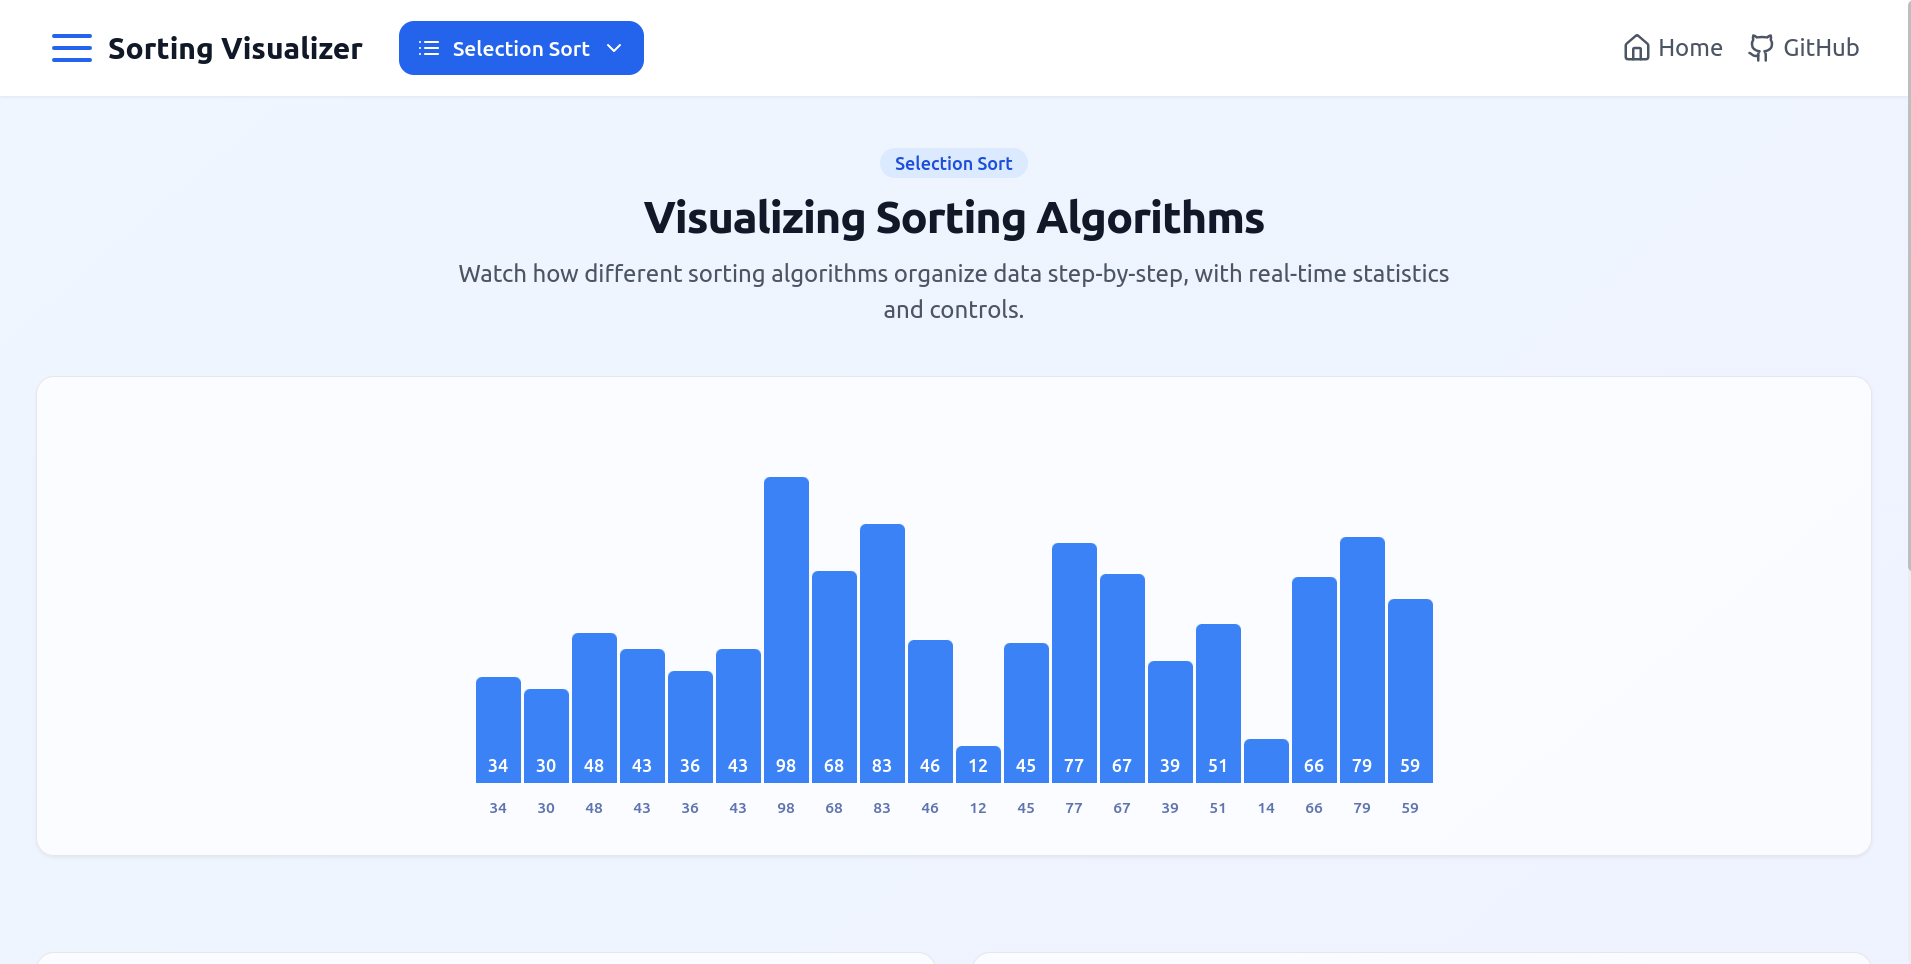 Sorting Visualizer
Selection Sort
Home
GitHub
Selection Sort
Visualizing Sorting Algorithms
Watch how different sorting algorithms organize data step-by-step, with real-time statistics
and controls.
34 30 48 43 36 43 98 68 83 46 12 45 77 67 39 51 66 79 59
34 30 48 43 36 43 98 68 83 46 12 45 77 67 39 51 14 66 79 59